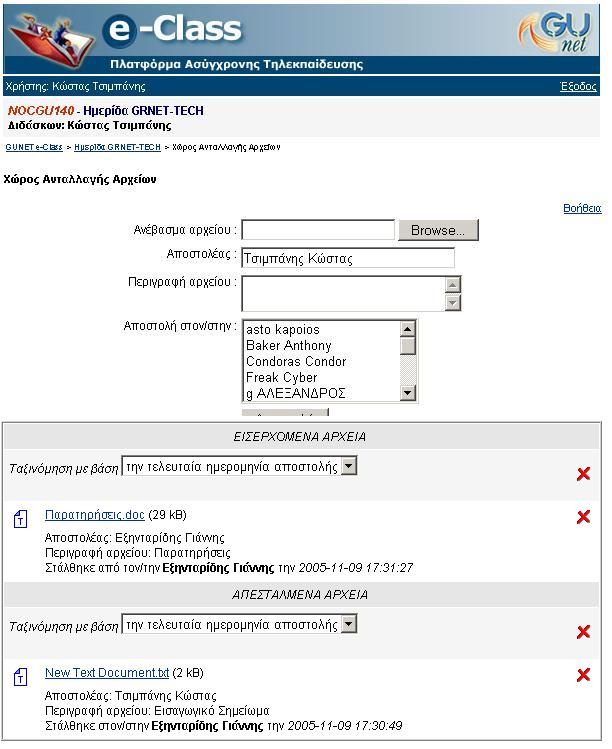 e-Class
Πλατφόρμα Ασύγχρονης Τηλεκπαίδευσης
GU
net
Χρήστης: Κώστας Τσιμπάνης
Έξοδος
NOCGU140 - Ημερίδα GRNET-TECH
Διδάσκων: Κώστας Τσιμπάνης
GUNET e-Class > Ημερίδα GRNET-TECH > Χώρος Ανταλλαγής Αρχείων
Χώρος Ανταλλαγής Αρχείων
Βοήθεια
Ανέβασμα αρχείου :
Browse...
Αποστολέας : Τσιμπάνης Κώστας
Περιγραφή αρχείου :
Αποστολή στον/στην : asto kapoios
Baker Anthony
Condoras Condor
Freak Cyber
g ΑΛΕΞΑΝΔΡΟΣ
ΕΙΣΕΡΧΟΜΕΝΑ ΑΡΧΕΙΑ
Ταξινόμηση με βάση την τελευταία ημερομηνία αποστολής
Παρατηρήσεις.doc (29 kB)
Αποστολέας: Εξηνταρίδης Γιάννης
Περιγραφή αρχείου: Παρατηρήσεις
Στάλθηκε από τον/την Εξηνταρίδης Γιάννης την 2005-11-09 17:31:27
ΑΠΕΣΤΑΛΜΕΝΑ ΑΡΧΕΙΑ
Ταξινόμηση με βάση την τελευταία ημερομηνία αποστολής
New Text Document.txt (2 kB)
Αποστολέας: Τσιμπάνης Κώστας
Περιγραφή αρχείου: Εισαγωγικό Σημείωμα
Στάλθηκε στον/στην Εξηνταρίδης Γιάννης την 2005-11-09 17:30:49